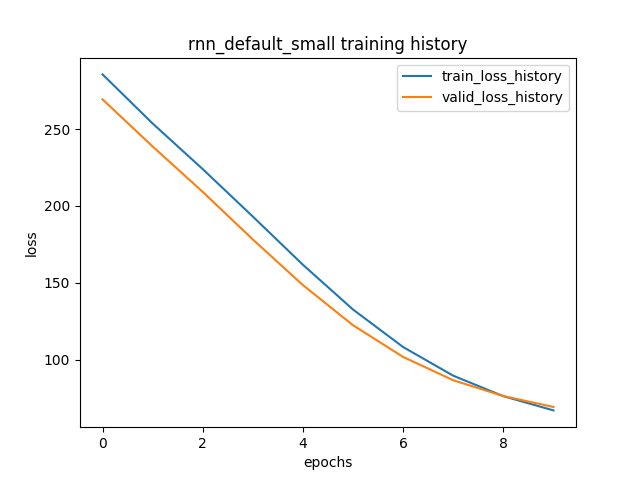 rnn_default_small training history
train_loss_history
valid_loss_history
250
200
150
100
loss
0 2 4 6 8
epochs